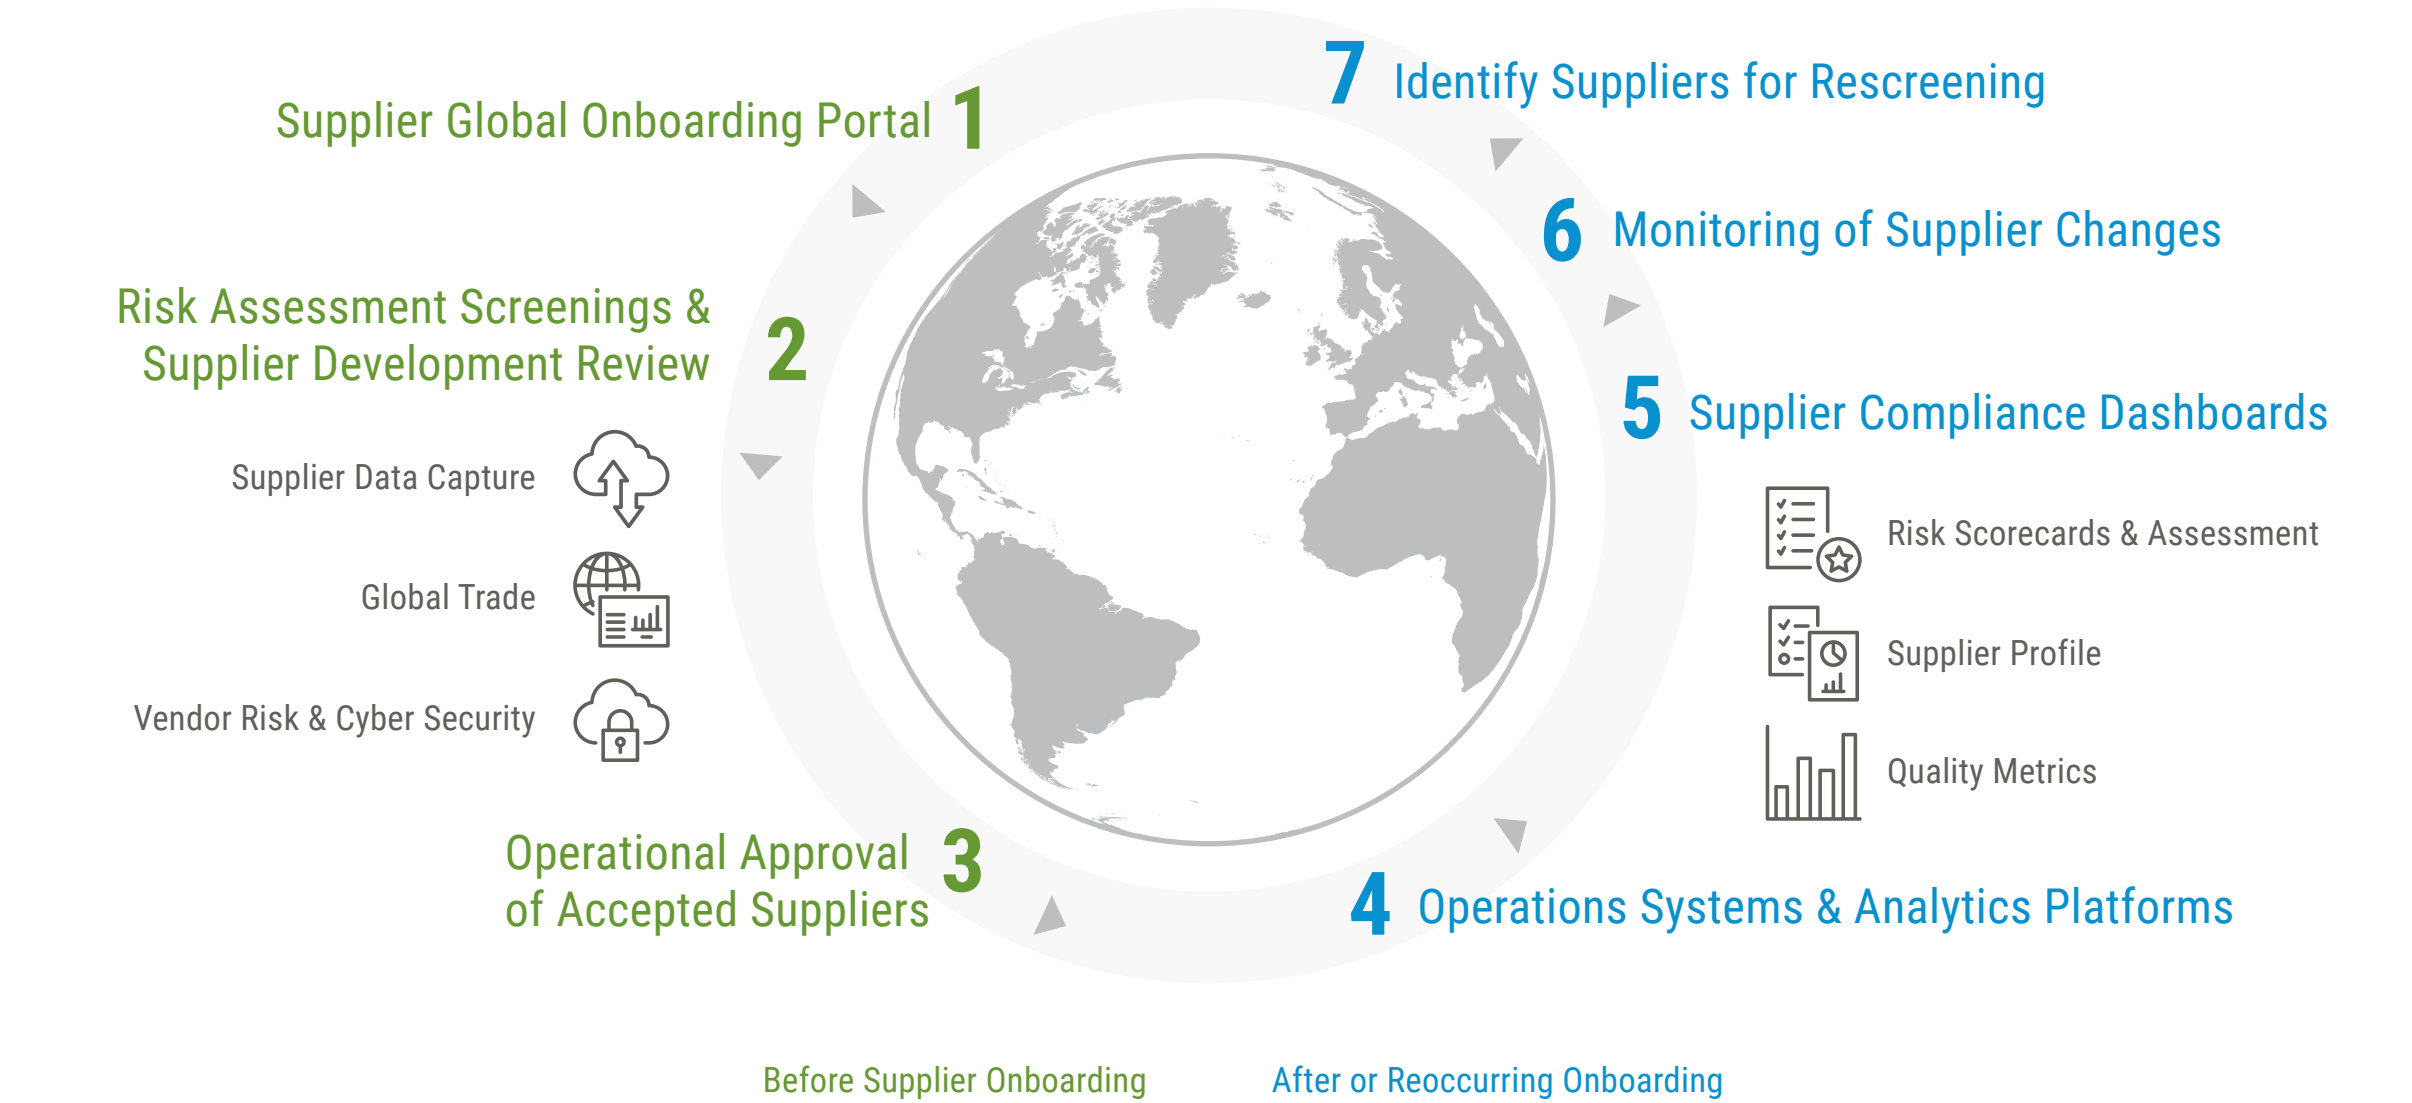 1
Supplier Global Onboarding Portal
2
Risk Assessment Screenings &
Supplier Development Review
Supplier Data Capture
Global Trade
Vendor Risk & Cyber Security
3
Operational Approval
of Accepted Suppliers
4
Operations Systems & Analytics Platforms
5
Supplier Compliance Dashboards
Risk Scorecards & Assessment
Supplier Profile
Quality Metrics
6
Monitoring of Supplier Changes
7
Identify Suppliers for Rescreening
Before Supplier Onboarding
After or Reoccurring Onboarding